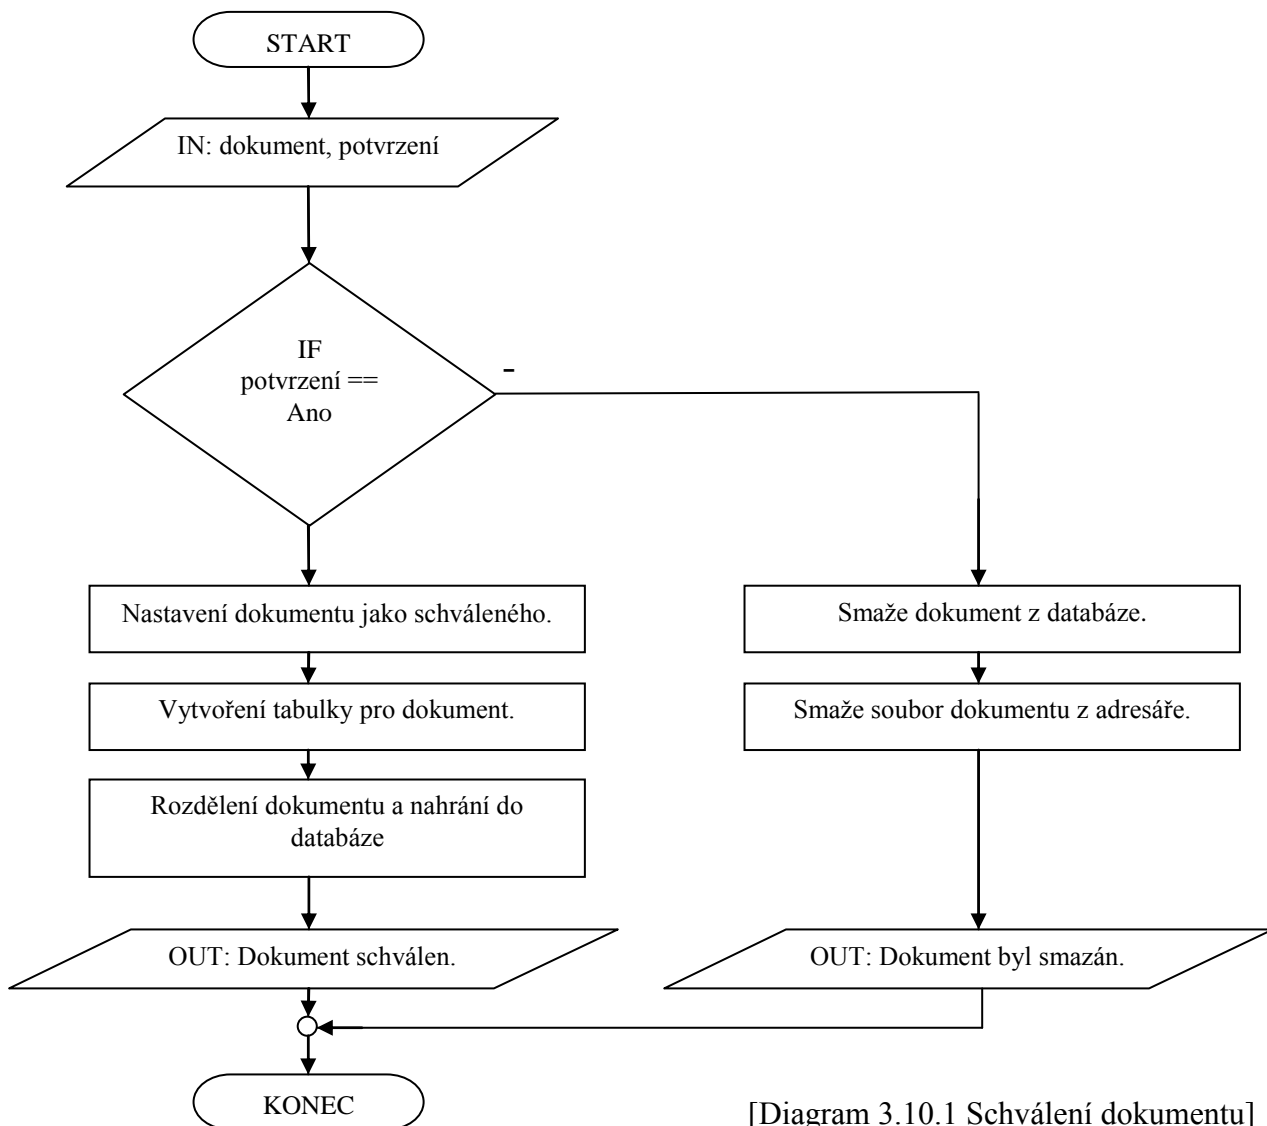 START
IN: dokument, potvrzení
IF
potvrzení ==
Ano
-
Nastavení dokumentu jako schváleného.
Vytvoření tabulky pro dokument.
Rozdělení dokumentu a nahrání do
databáze
OUT: Dokument schválen.
Smaže dokument z databáze.
Smaže soubor dokumentu z adresáře.
OUT: Dokument byl smazán.
KONEC
[Diagram 3.10.1 Schválení dokumentu]